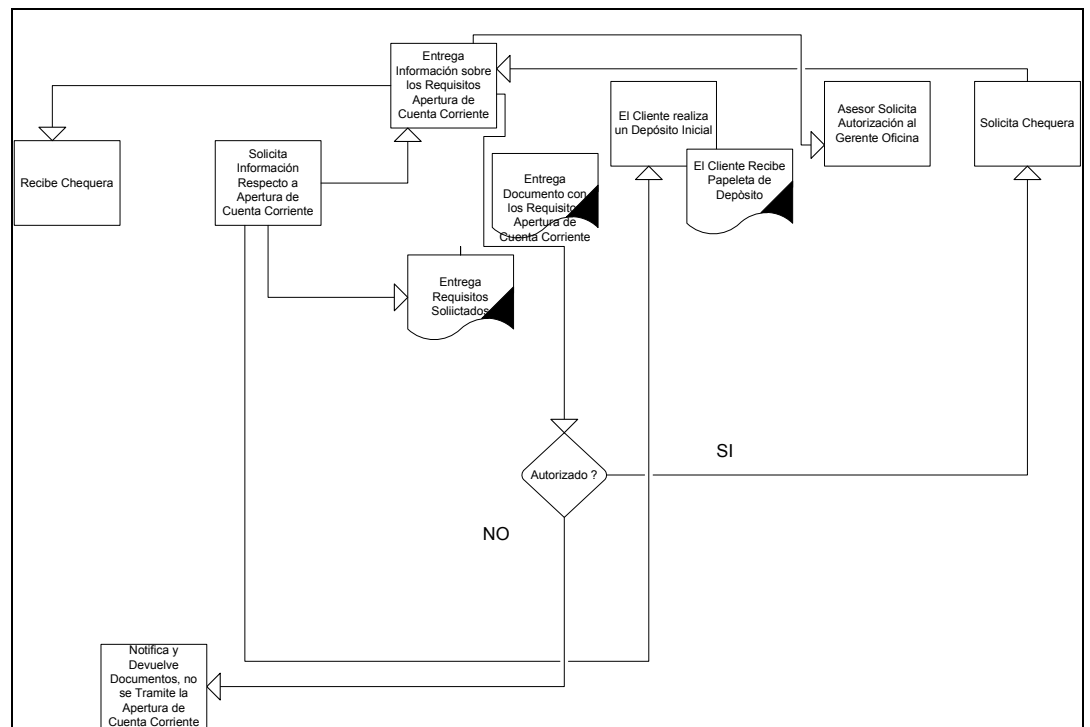 Entrega
Información sobre
los Requisitos
Apertura de
Cuenta Corriente
El Cliente realiza
un Depósito Inicial
Asesor Solicita
Autorización al
Gerente Oficina
Solicita Chequera
Recibe Chequera
Solicita
Información
Respecto a
Apertura de
Cuenta Corriente
Entrega
Documento con
los Requisitos
Apertura de
Cuenta Corriente
El Cliente Recibe
Papeleta de
Depòsito
Entrega
Requisitos
Soliictados
Autorizado ?
SI
NO
Notifica y
Devuelve
Documentos, no
se Tramite la
Apertura de
Cuenta Corriente